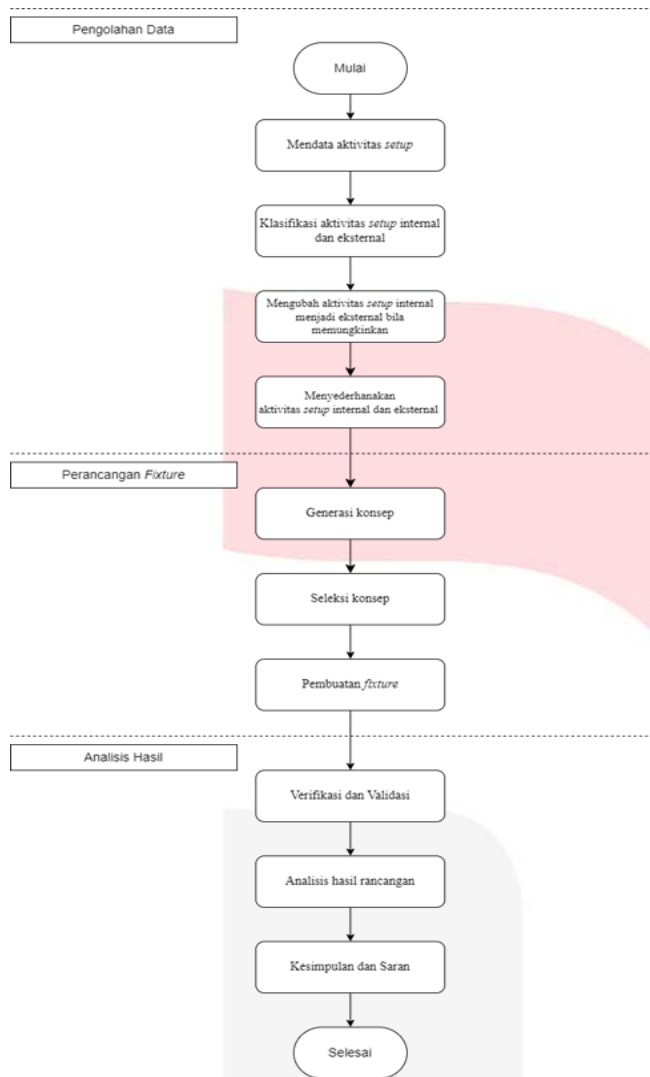 Pengolahan Data
Mulai
Mendata aktivitas setup
Klasifikasi aktivitas setup internal
dan eksternal
Mengubah aktivitas setup internal
menjadi eksternal bila
memungkinkan
Menyederhanakan
aktivitas setup internal dan eksternal
Perancangan Fixture
Generasi konsep
Seleksi konsep
Pembuatan fixture
Analisis Hasil
Verifikasi dan Validasi
Analisis hasil rancangan
Kesimpulan dan Saran
Selesai